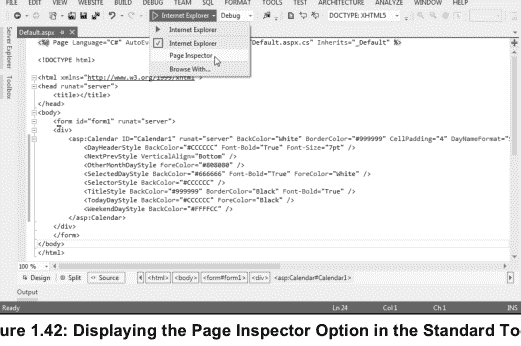 FILE EDIT VIEW WEBSITE BUILD DEBUG TEAM SQL FORMAT TOOLS TEST ARCHITECTURE ANALYZE WINDOW HELP
Internet Explorer Debug DOCTYPE: XHTML5
Internet Explorer
Internet Explorer
Page Inspector
Browse With...
Server Explorer
Toolbox
Default.aspx
<%@ Page Language="C#" AutoEv Default.aspx.cs" Inherits="_Default" %>
<!DOCTYPE html>
<html xmlns="http://www.w3.org/1999/xhtml">
<head runat="server">
<title></title>
</head>
<body>
<form id="form1" runat="server">
<div>
<asp:Calendar ID="Calendar1" runat="server" BackColor="White" BorderColor="#999999" CellPadding="4" DayNameFormat="
<DayHeaderStyle BackColor="#CCCCCC" Font-Bold="True" Font-Size="7pt" />
<NextPrevStyle VerticalAlign="Bottom" />
<OtherMonthDayStyle ForeColor="#808080" />
<SelectedDayStyle BackColor="#666666" Font-Bold="True" ForeColor="White" />
<SelectorStyle BackColor="#CCCCCC" />
<TitleStyle BackColor="#999999" BorderColor="Black" Font-Bold="True" />
<TodayDayStyle BackColor="#CCCCCC" ForeColor="Black" />
<WeekendDayStyle BackColor="#FFFFCC" />
</asp:Calendar>
</div>
</form>
</body>
</html>
100 %
Design Split Source <html> <body> <form#form1> <div> <asp:Calendar#Calendar1>
Output
Ready Ln 24 Col 1 Ch 1 INS
ure 1.42: Displaying the Page Inspector Option in the Standard To